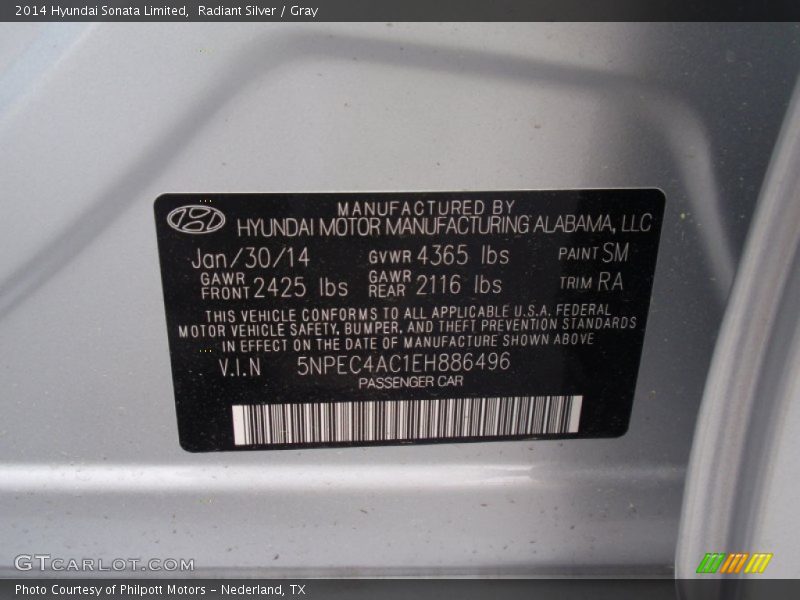 2014 Hyundai Sonata Limited, Radiant Silver / Gray
MANUFACTURED BY
HYUNDAI MOTOR MANUFACTURING ALABAMA, LLC
Jan/30/14 GVWR 4365 lbs PAINT SM
GAWR FRONT 2425 lbs GAWR REAR 2116 lbs TRIM RA
THIS VEHICLE CONFORMS TO ALL APPLICABLE U.S.A. FEDERAL
MOTOR VEHICLE SAFETY, BUMPER, AND THEFT PREVENTION STANDARDS
IN EFFECT ON THE DATE OF MANUFACTURE SHOWN ABOVE
V.I.N 5NPEC4AC1EH886496
PASSENGER CAR
GTCARLOT.COM
Photo Courtesy of Philpott Motors - Nederland, TX